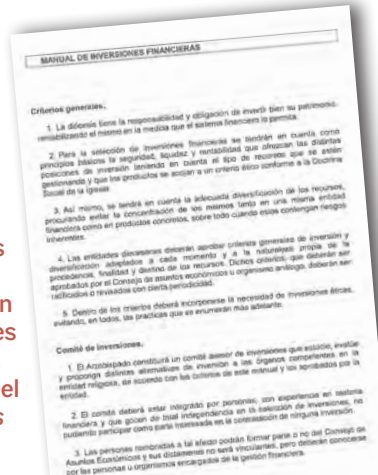 MANUAL DE INVERSIONES FINANCIERAS
Criterios generales.
1. La diócesis tiene la responsabilidad y obligación de invertir bien su patrimonio,
rentabilizando el mismo en la medida que el sistema financiero lo permita.
2. Para la selección de inversiones financieras se tendrán en cuenta como
principios básicos la seguridad, liquidez y rentabilidad que ofrezcan las distintas
posiciones de inversión teniendo en cuenta el tipo de recursos que se están
gestionando y que los productos se acojan a un criterio ético conforme a la Doctrina
Social de la Iglesia.
3. Así mismo, se tendrá en cuenta la adecuada diversificación de los recursos,
procurando evitar la concentración de los mismos tanto en una misma entidad
financiera como en productos concretos, sobre todo cuando estos contengan riesgos
inherentes.
4. Las entidades diocesanas deberán aprobar criterios generales de inversión y
diversificación adaptados a cada momento y a la naturaleza propia de la
procedencia, finalidad y destino de los recursos. Dichos criterios, que deberán ser
aprobados por el Consejo de asuntos económicos u organismo análogo, deberán ser
ratificados o revisados con cierta periodicidad.
5. Dentro de los criterios deberá incorporarse la necesidad de inversiones éticas,
evitando, en todos, las prácticas que se enumerarán más adelante.
Comité de inversiones.
1. El Arzobispado constituirá un comité asesor de inversiones que estudie, evalúe
y proponga distintas alternativas de inversión a los órganos competentes en la
entidad religiosa, de acuerdo con los criterios de este manual y los aprobados por la
entidad.
2. El comité deberá estar integrado por personas, con experiencia en materia
financiera y que gocen de total independencia en la selección de inversiones, no
pudiendo participar como parte interesada en la contratación de ninguna inversión.
3. Las personas nombradas a tal efecto podrán formar parte o no del Consejo de
Asuntos Económicos y sus dictámenes no será vinculantes, pero deberán conocerse
por las personas u organismos encargados de la gestión financiera.
s
n
es
el
s